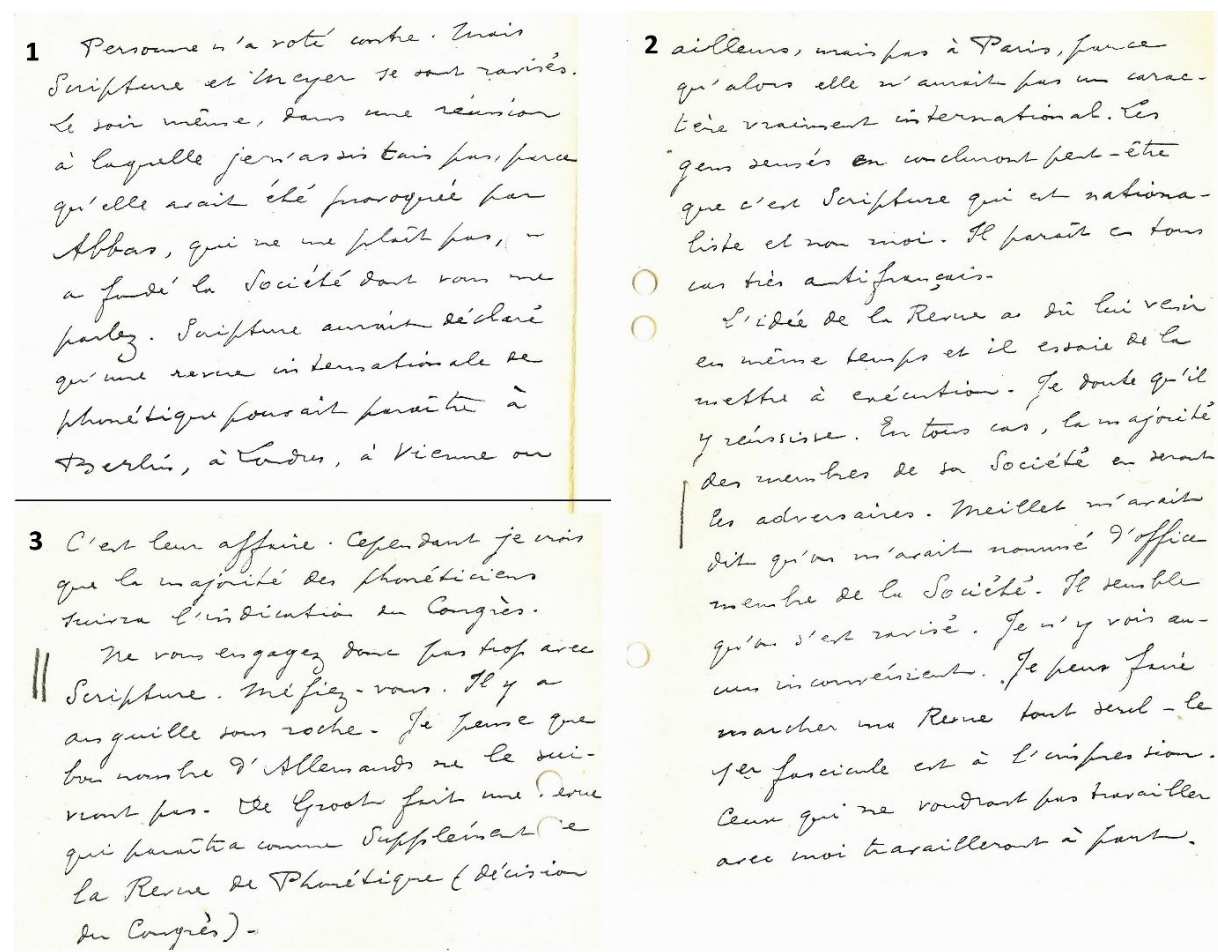 1 Personne n'a voté contre. Mais
Scripture et Meyer se sont ravisés.
Le soir même, dans une réunion
à laquelle je n'assistais pas, parce
qu'elle avait été provoquée par
Abbas, qui ne me plaît pas,
a fondé la Société dont vous me
parlez. Scripture aurait déclaré
qu'une revue internationale de
phonétique pouvait paraître à
Berlin, à Londres, à Vienne ou
2 ailleurs, mais pas à Paris, parce
qu'alors elle n'aurait pas un carac-
tère vraiment international. Les
gens sensés en concluront peut-être
que c'est Scripture qui est nationa-
liste et non moi. Il paraît en tous
cas très antifrançais.
L'idée de la Revue a dû lui venir
en même temps et il essaie de la
mettre à exécution. Je doute qu'il
y réussisse. En tous cas, la majorité
des membres de sa Société en seront
les adversaires. Meillet m'avait
dit qu'on m'avait nommé d'office
membre de la Société. Il semble
qu'on s'est ravisé. Je n'y vois au-
cun inconvénient. Je peux faire
marcher ma Revue tout seul - le
1er fascicule est à l'impression.
Ceux qui ne voudront pas travailler
avec moi travailleront à part.
3 C'est leur affaire. Cependant je crois
que la majorité des phonéticiens
suivra l'indication du Congrès.
Ne vous engagez donc pas trop avec
Scripture. Méfiez-vous. Il y a
anguille sous roche. Je pense que
bon nombre d'Allemands ne le sui-
vront pas. De Groot fait une Revue
qui paraîtra comme Supplément de
la Revue de Phonétique (décision
du Congrès).